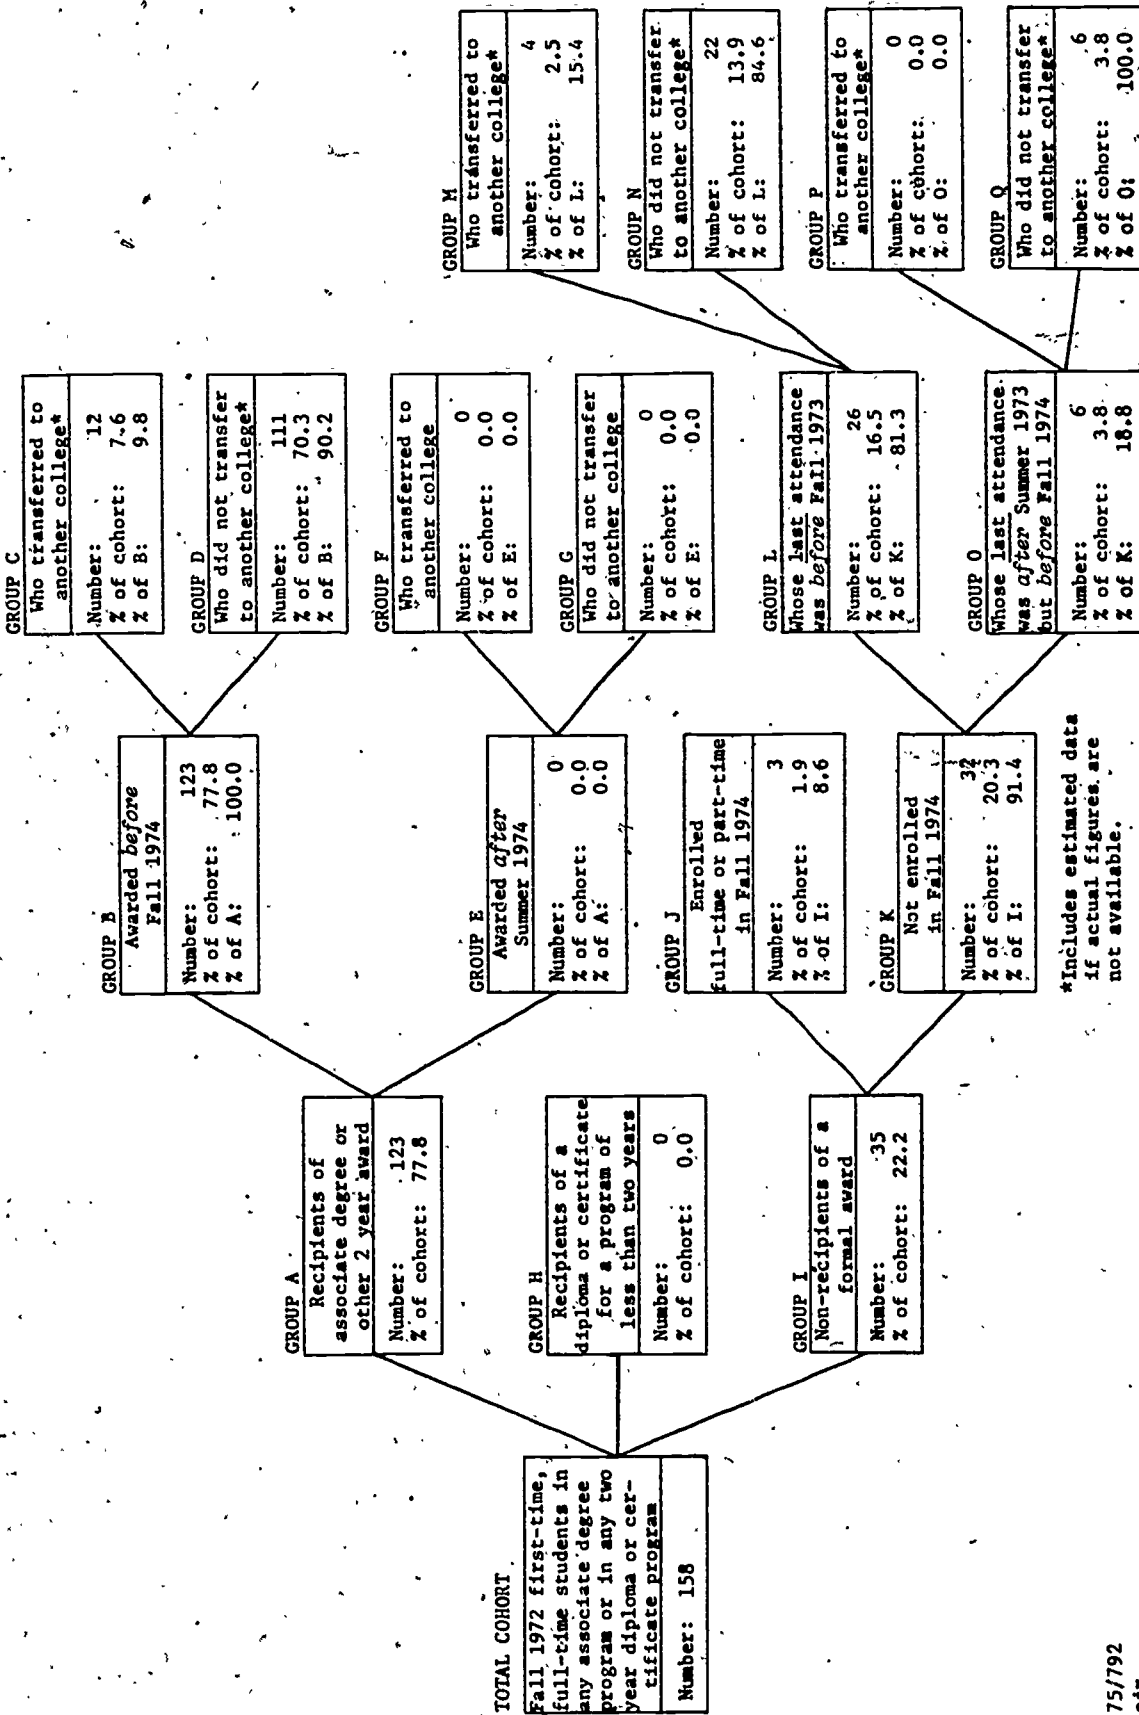 TOTAL COHORT
Fall 1972 first-time,
full-time students in
any associate degree
program or in any two
year diploma or cer-
tificate program
Number: 158
GROUP A
Recipients of
associate degree or
other 2 year award
Number: 123
% of cohort: 77.8
GROUP H
Recipients of a
diploma or certificate
for a program of
less than two years
Number: 0
% of cohort: 0.0
GROUP I
Non-recipients of a
formal award
Number: 35
% of cohort: 22.2
GROUP B
Awarded before
Fall 1974
Number: 123
% of cohort: 77.8
% of A: 100.0
GROUP E
Awarded after
Summer 1974
Number: 0
% of cohort: 0.0
% of A: 0.0
GROUP J
Enrolled
full-time or part-time
in Fall 1974
Number: 3
% of cohort: 1.9
% of I: 8.6
GROUP K
Not enrolled
in Fall 1974
Number: 32
% of cohort: 20.3
% of I: 91.4
*Includes estimated data
if actual figures are
not available.
GROUP C
Who transferred to
another college*
Number: 12
% of cohort: 7.6
% of B: 9.8
GROUP D
Who did not transfer
to another college*
Number: 111
% of cohort: 70.3
% of B: 90.2
GROUP F
Who transferred to
another college
Number: 0
% of cohort: 0.0
% of E: 0.0
GROUP G
Who did not transfer
to another college
Number: 0
% of cohort: 0.0
% of E: 0.0
GROUP L
Whose last attendance
was before Fall 1973
Number: 26
% of cohort: 16.5
% of K: 81.3
GROUP O
Whose last attendance
was after Summer 1973
but before Fall 1974
Number: 6
% of cohort: 3.8
% of K: 18.8
GROUP M
Who transferred to
another college*
Number: 4
% of cohort: 2.5
% of L: 15.4
GROUP N
Who did not transfer
to another college*
Number: 22
% of cohort: 13.9
% of L: 84.6
GROUP P
Who transferred to
another college*
Number: 0
% of cohort: 0.0
% of O: 0.0
GROUP Q
Who did not transfer
to another college*
Number: 6
% of cohort: 3.8
% of O: 100.0
75/792